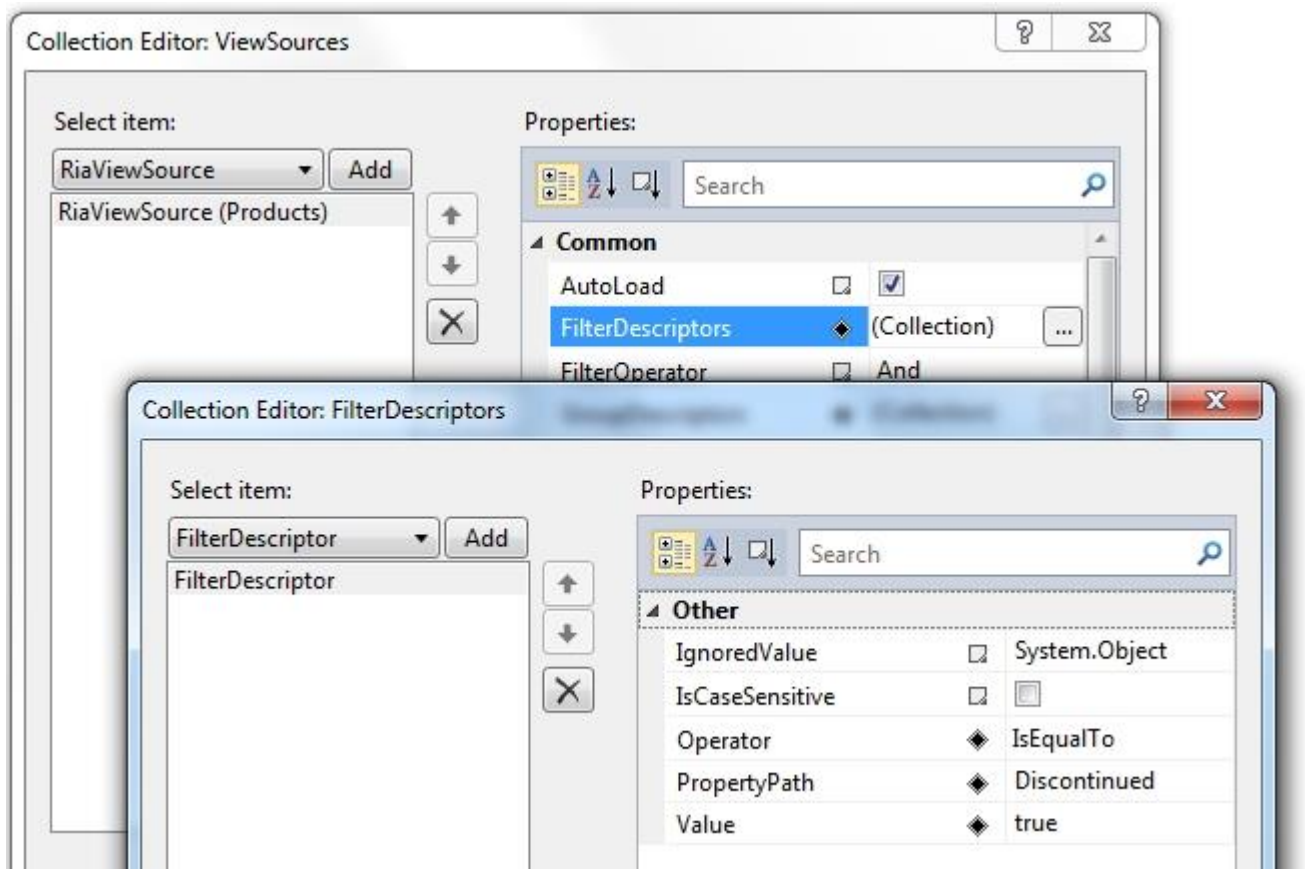 Collection Editor: ViewSources
Select item:
Properties:
RiaViewSource
Add
Search
RiaViewSource (Products)
Common
AutoLoad
FilterDescriptors (Collection) ...
FilterOperator And
Collection Editor: FilterDescriptors
Select item:
Properties:
FilterDescriptor
Add
Search
FilterDescriptor
Other
IgnoredValue System.Object
IsCaseSensitive
Operator IsEqualTo
PropertyPath Discontinued
Value true